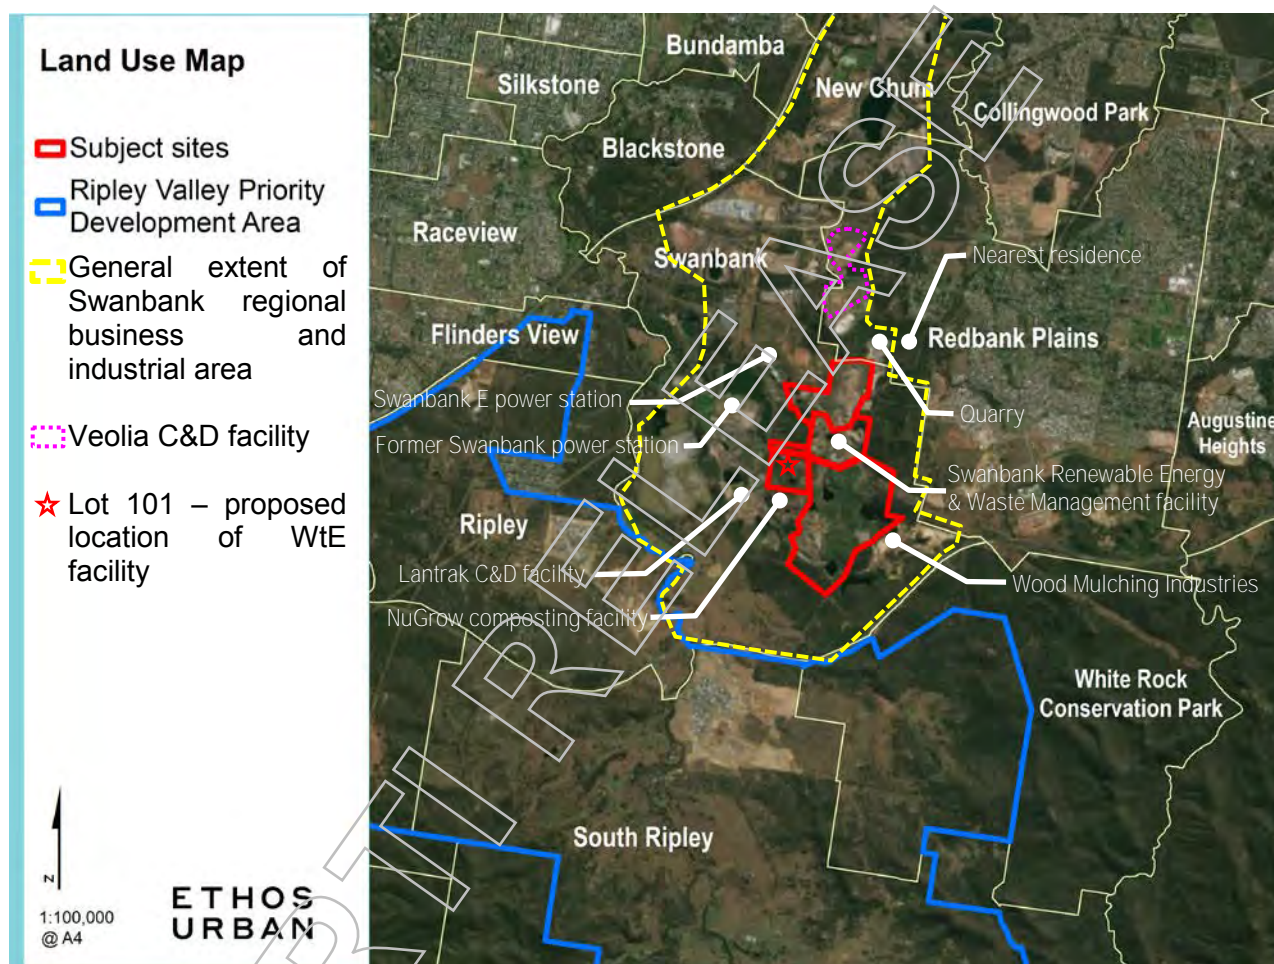 Land Use Map
Subject sites
Ripley Valley Priority
Development Area
General extent of
Swanbank regional
business and
industrial area
Veolia C&D facility
Lot 101 – proposed
location of WtE
facility
N
1:100,000
@ A4
ETHOS
URBAN
Bundamba
Silkstone
New Chum
Collingwood Park
Blackstone
Raceview
Swanbank
Nearest residence
Flinders View
Redbank Plains
Swanbank E power station
Quarry
Augustine
Heights
Former Swanbank power station
Swanbank Renewable Energy
& Waste Management facility
Ripley
Lantrak C&D facility
Wood Mulching Industries
NuGrow composting facility
White Rock
Conservation Park
South Ripley
RTI RELEASE